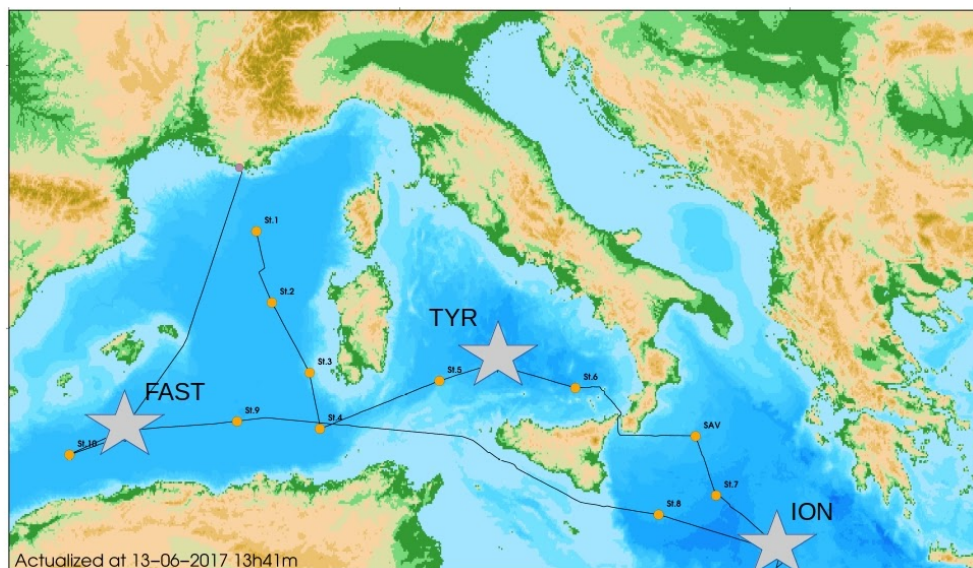 St.1
St.2
TYR
St.3
St.5
FAST
St.6
St.9
St.4
SAV
St.10
St.7
St.8
ION
Actualized at 13-06-2017 13h41m